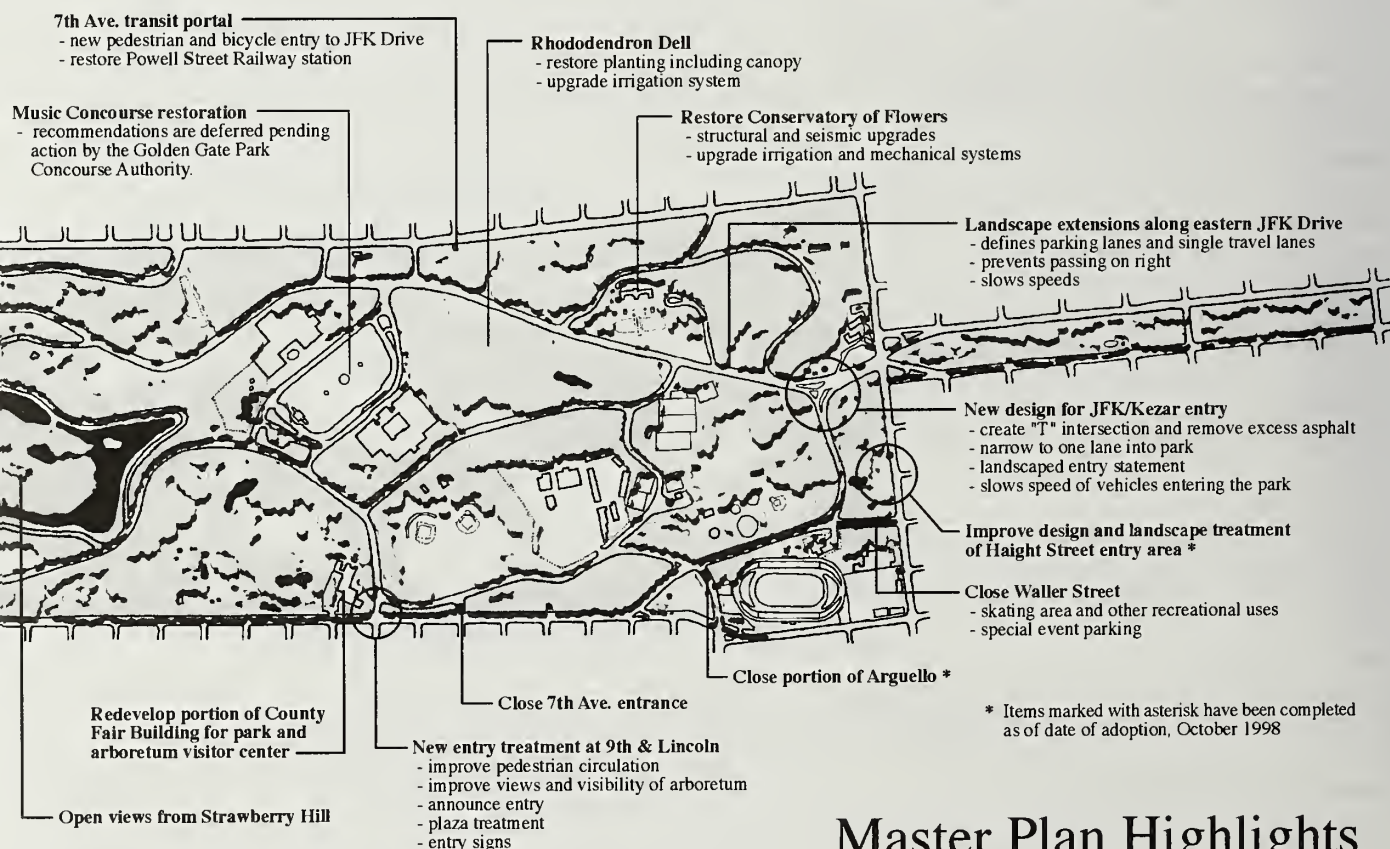 7th Ave. transit portal
- new pedestrian and bicycle entry to JFK Drive
- restore Powell Street Railway station
Rhododendron Dell
- restore planting including canopy
- upgrade irrigation system
Music Concourse restoration
- recommendations are deferred pending
action by the Golden Gate Park
Concourse Authority.
Restore Conservatory of Flowers
- structural and seismic upgrades
- upgrade irrigation and mechanical systems
Landscape extensions along eastern JFK Drive
- defines parking lanes and single travel lanes
- prevents passing on right
- slows speeds
New design for JFK/Kezar entry
- create "T" intersection and remove excess asphalt
- narrow to one lane into park
- landscaped entry statement
- slows speed of vehicles entering the park
Improve design and landscape treatment
of Haight Street entry area *
Close Waller Street
- skating area and other recreational uses
- special event parking
Close portion of Arguello *
Close 7th Ave. entrance
Redevelop portion of County
Fair Building for park and
arboretum visitor center
New entry treatment at 9th & Lincoln
- improve pedestrian circulation
- improve views and visibility of arboretum
- announce entry
- plaza treatment
- entry signs
Open views from Strawberry Hill
* Items marked with asterisk have been completed
as of date of adoption, October 1998
Master Plan Highlights